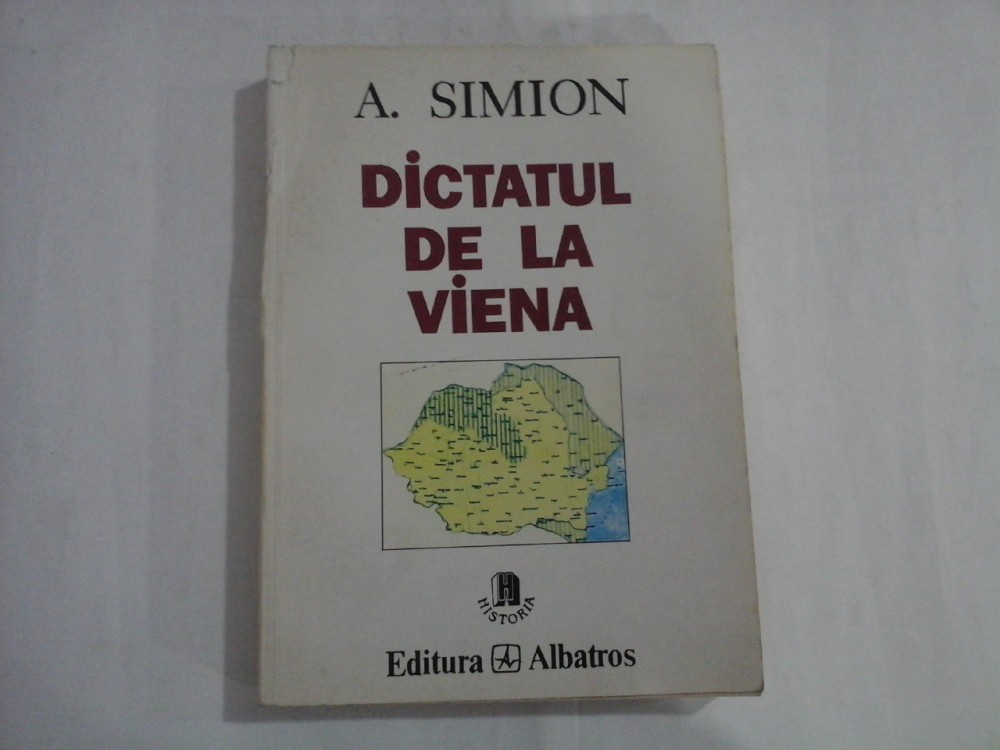 A. SIMION
DiCTATUL
DE LA
ViENA
HISTORIA
Editura Albatros